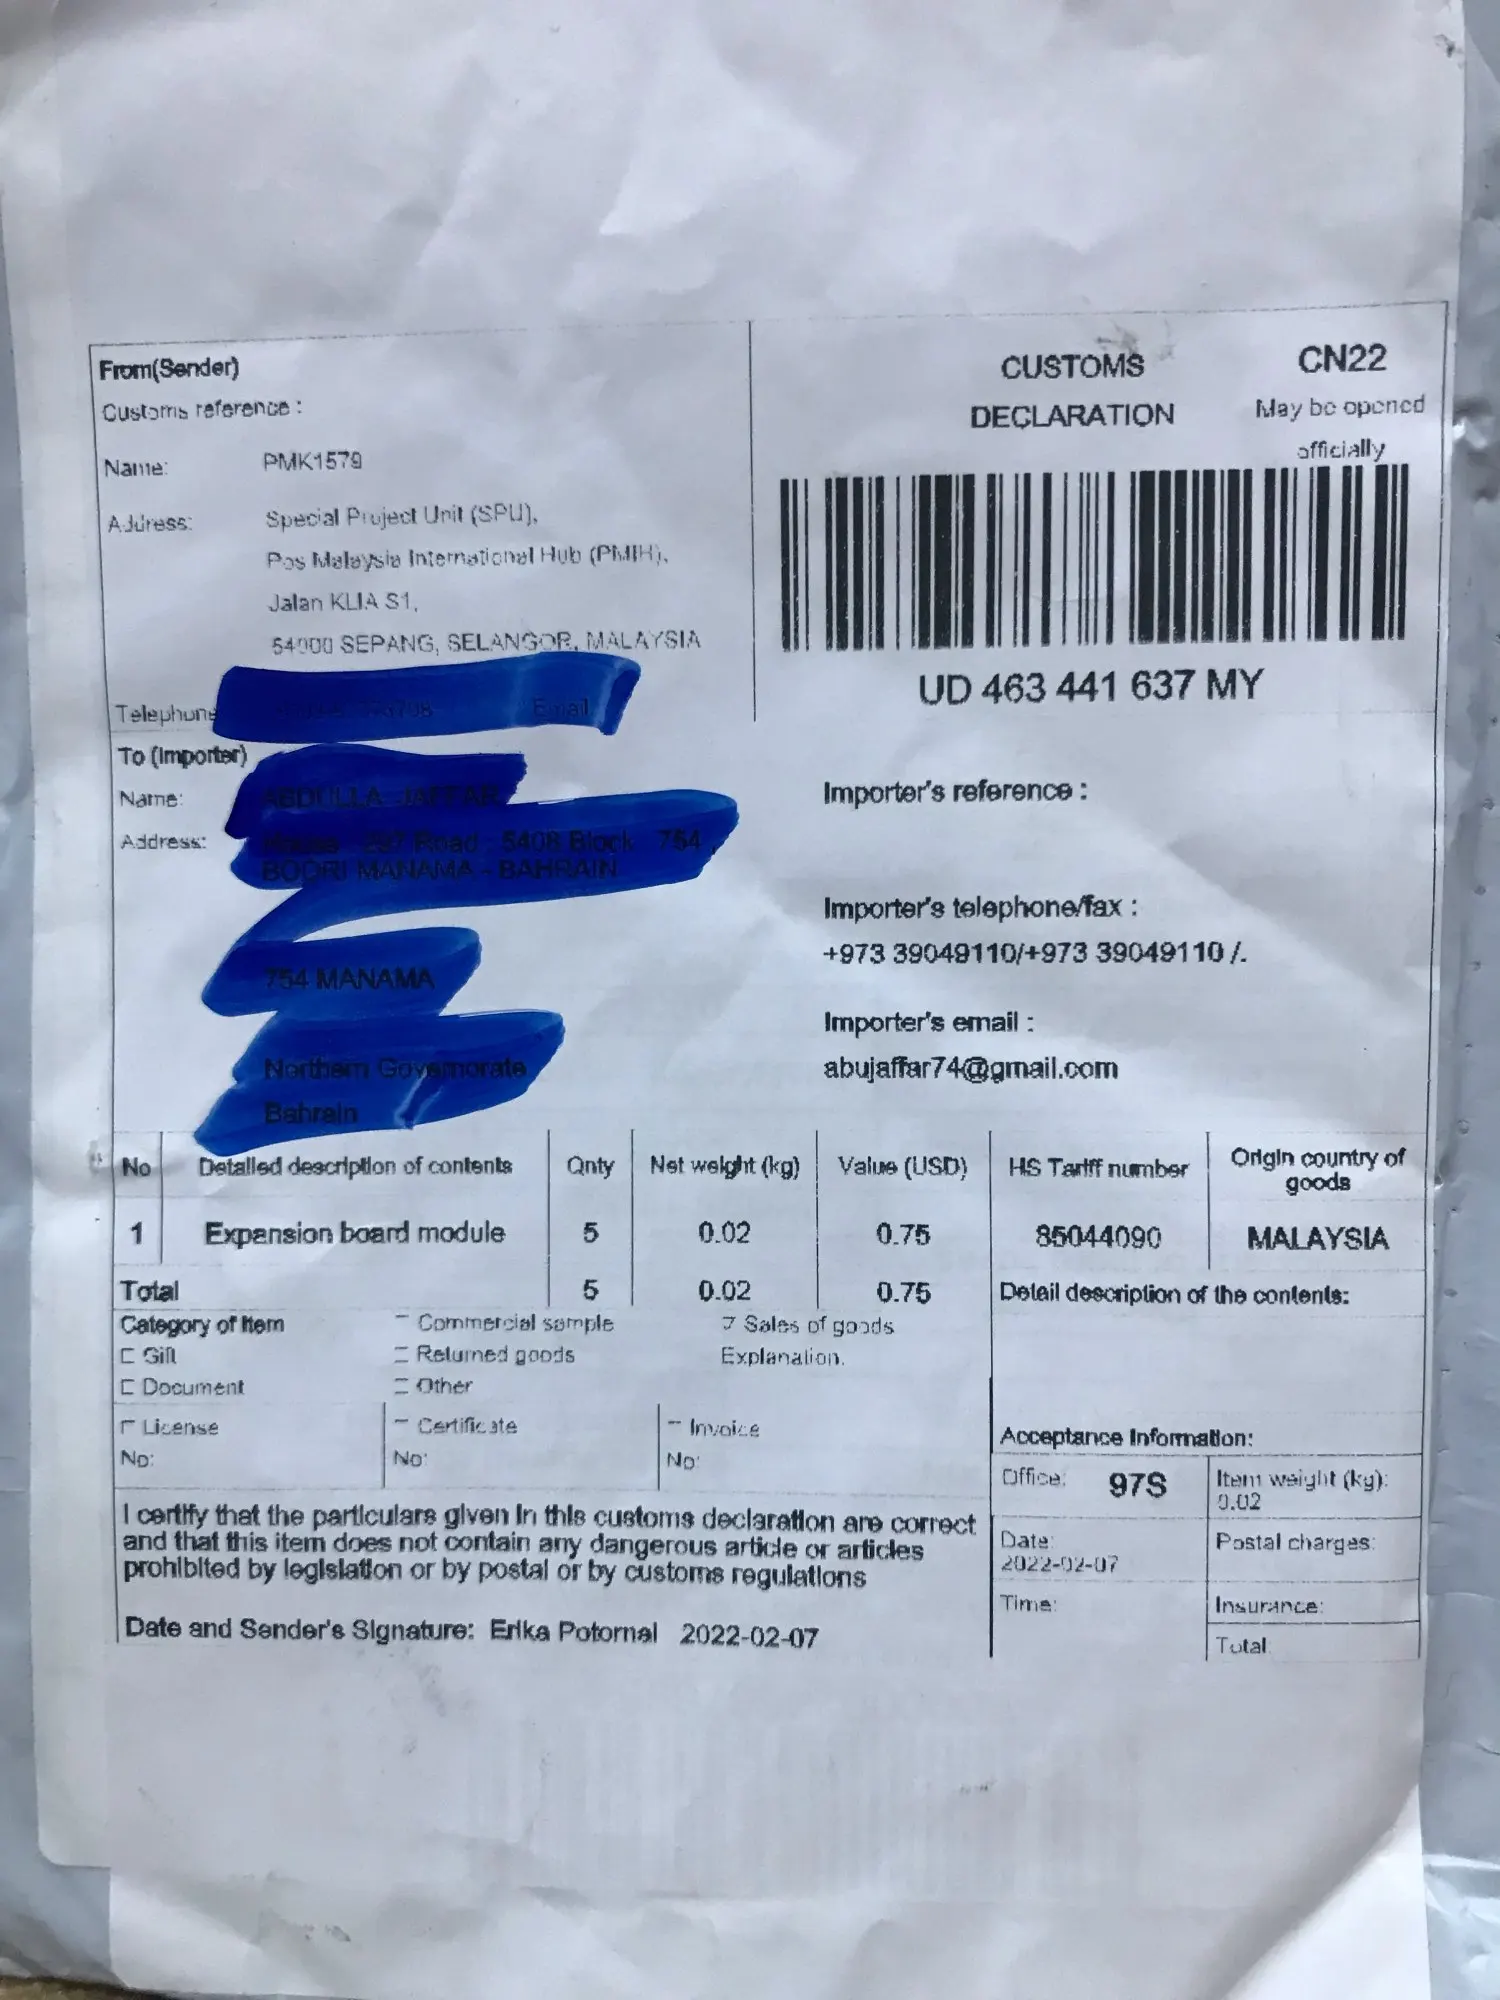 From(Sender)
Customs reference :
Name: PMK1579
Address: Special Project Unit (SPU),
Pos Malaysia International Hub (PMIH),
Jalan KLIA S1,
64000 SEPANG, SELANGOR, MALAYSIA
Telephone Email
CUSTOMS
DECLARATION
CN22
May be opened
officially
UD 463 441 637 MY
To (Importer)
Name:
Address:
Importer's reference :
Importer's telephone/fax :
+973 39049110/+973 39049110 /.
Importer's email :
abujaffar74@gmail.com
No Detailed description of contents Qnty Net weight (kg) Value (USD) HS Tariff number Origin country of goods
1 Expansion board module 5 0.02 0.75 85044090 MALAYSIA
Total 5 0.02 0.75
Detail description of the contents:
Category of Item Commercial sample Sales of goods
Gift Returned goods Explanation.
Document Other
License Certificate Invoice
No: No: No:
Acceptance Information:
Office: 97S Item weight (kg):
0.02
Date: Postal charges:
2022-02-07
Time: Insurance:
Total
I certify that the particulars given in this customs declaration are correct
and that this item does not contain any dangerous article or articles
prohibited by legislation or by postal or by customs regulations
Date and Sender's Signature: Erika Potornal 2022-02-07